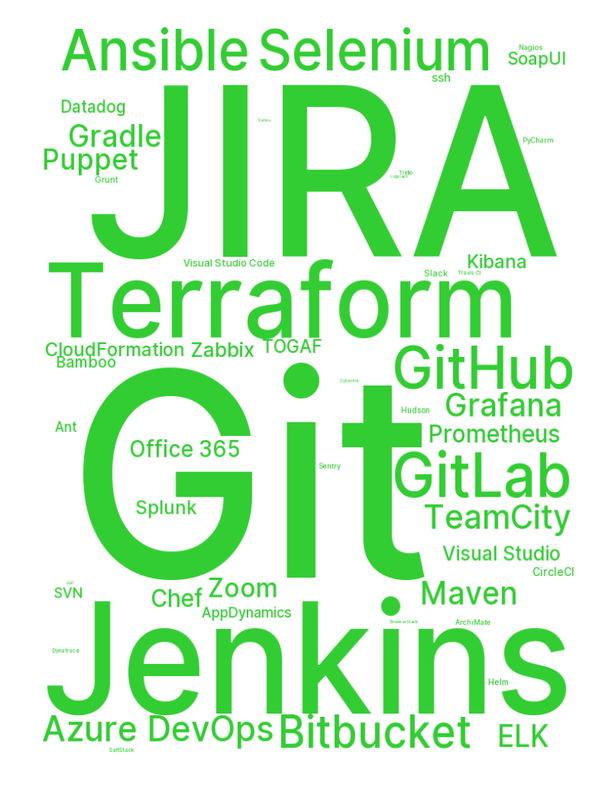 Ansible Selenium
Nagios
SoapUI
ssh
JIRA
Datadog
Gradle
Puppet
Grunt
PyCharm
Trello
Visual Studio Code
Kibana
Slack
Travis CI
Terraform
CloudFormation
Zabbix
TOGAF
Bamboo
GitHub
Git
Hudson
Grafana
Ant
Prometheus
Office 365
Sentry
GitLab
Splunk
TeamCity
Visual Studio
CircleCI
SVN
Chef
Zoom
Maven
AppDynamics
ArchiMate
Jenkins
Dynatrace
Helm
Azure DevOps
Bitbucket
ELK
SaltStack